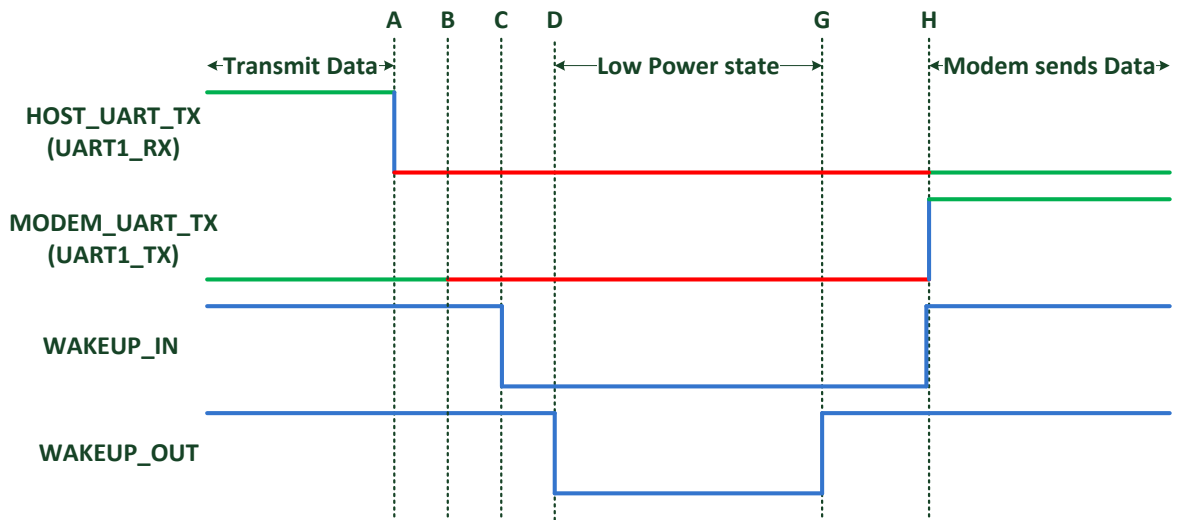 A B C D G H
Transmit Data Low Power state Modem sends Data
HOST_UART_TX
(UART1_RX)
MODEM_UART_TX
(UART1_TX)
WAKEUP_IN
WAKEUP_OUT